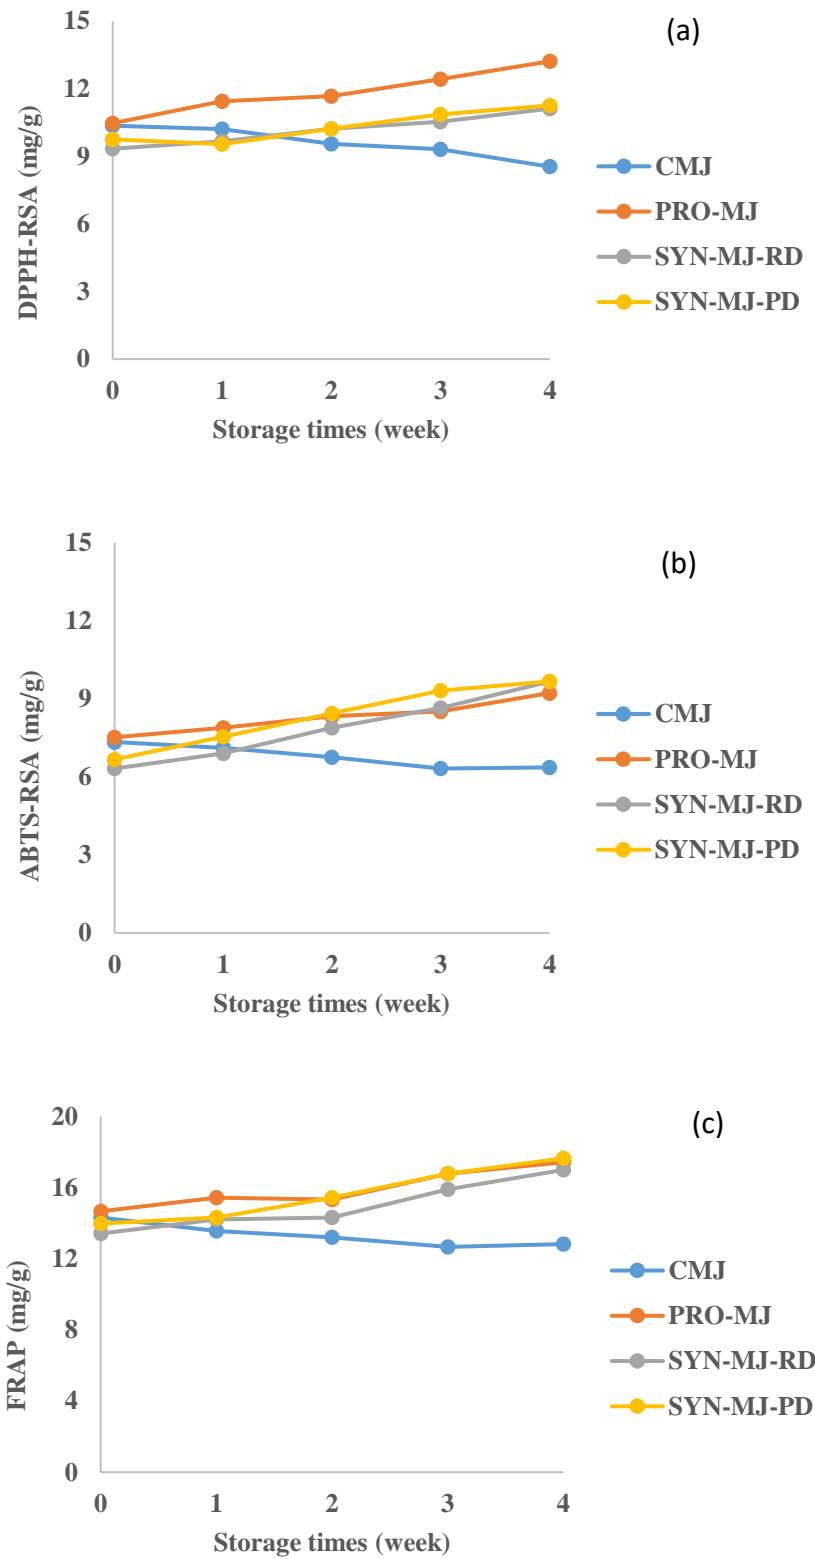 (a)
15
12
9
6
3
0
DPPH-RSA (mg/g)
0 1 2 3 4
Storage times (week)
CMJ
PRO-MJ
SYN-MJ-RD
SYN-MJ-PD
(b)
15
12
9
6
3
0
ABTS-RSA (mg/g)
0 1 2 3 4
Storage times (week)
CMJ
PRO-MJ
SYN-MJ-RD
SYN-MJ-PD
(c)
20
16
12
8
4
0
FRAP (mg/g)
0 1 2 3 4
Storage times (week)
CMJ
PRO-MJ
SYN-MJ-RD
SYN-MJ-PD